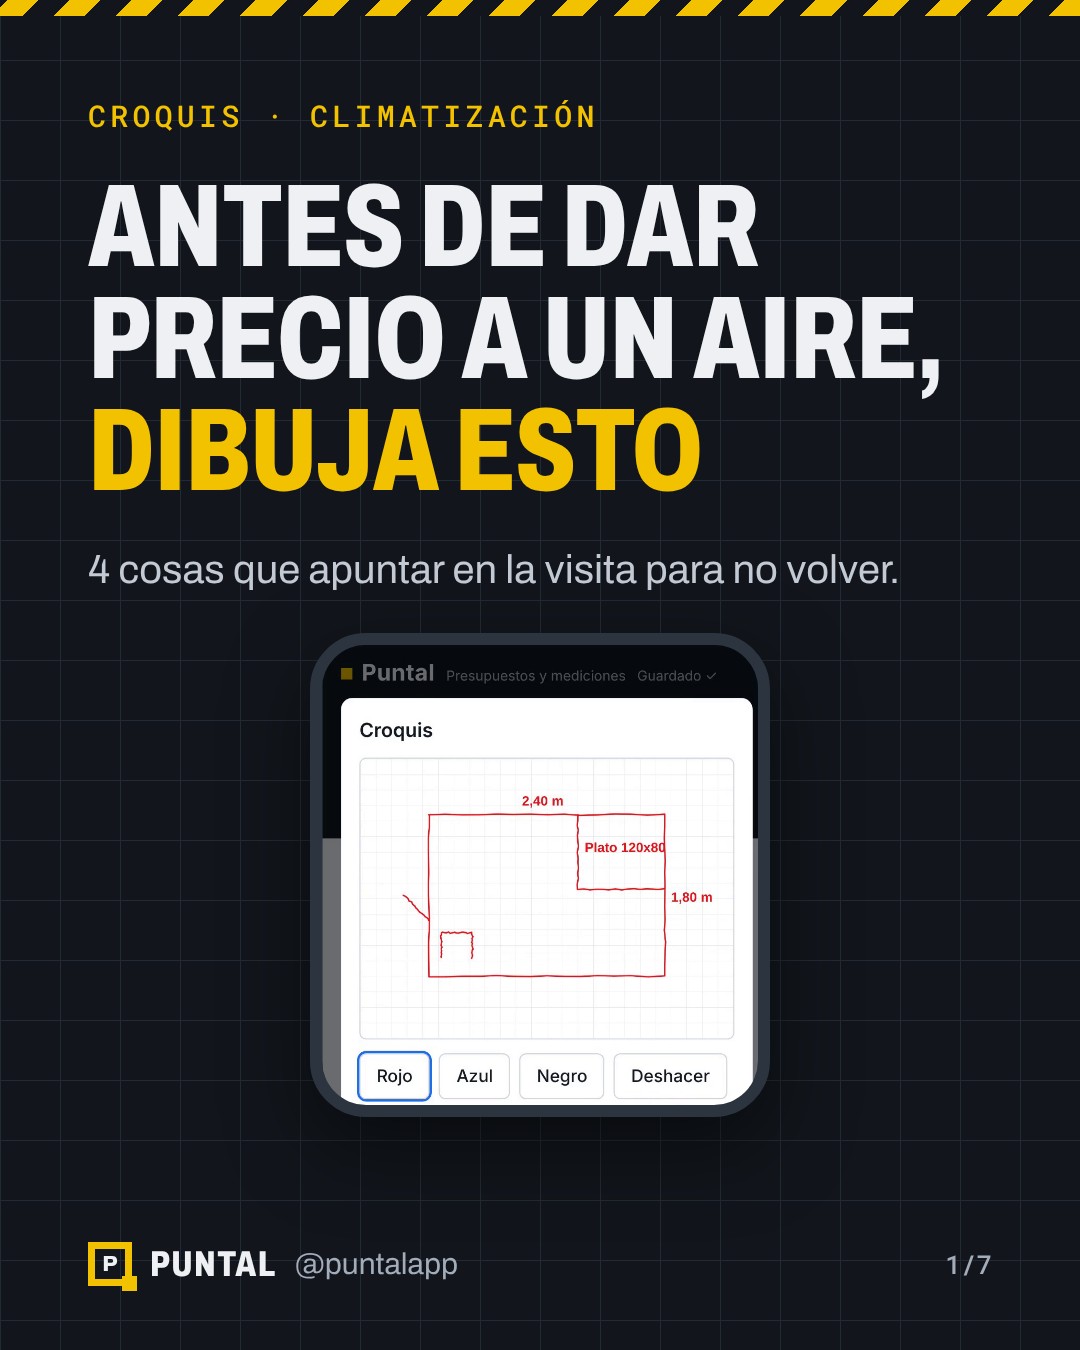 CROQUIS · CLIMATIZACIÓN
ANTES DE DAR
PRECIO A UN AIRE,
DIBUJA ESTO
4 cosas que apuntar en la visita para no volver.
Puntal Presupuestos y mediciones Guardado ✓
Croquis
2,40 m
Plato 120x80
1,80 m
Rojo Azul Negro Deshacer
P PUNTAL @puntalapp 1/7